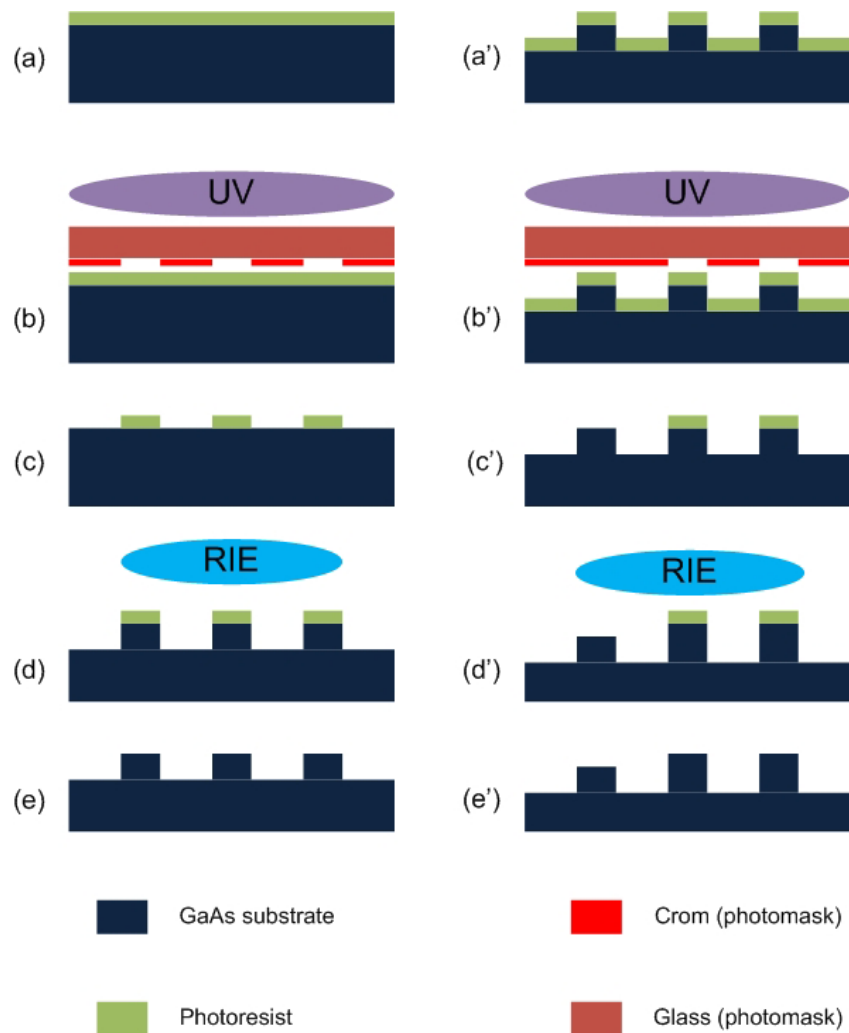 (a)
(a’)
UV
UV
(b)
(b’)
(c)
(c’)
RIE
RIE
(d)
(d’)
(e)
(e’)
GaAs substrate
Crom (photomask)
Photoresist
Glass (photomask)